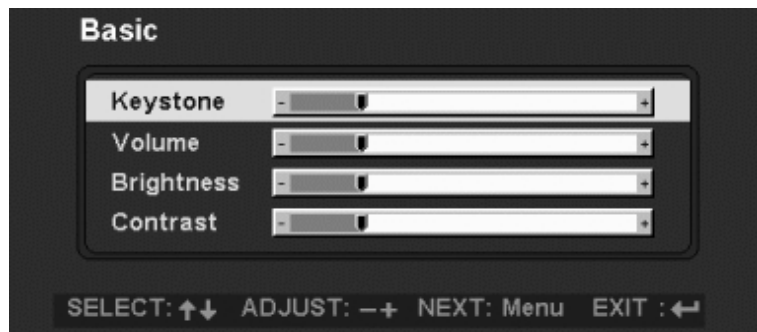 Basic
Keystone - +
Volume - +
Brightness - +
Contrast - +
SELECT: ↑↓ ADJUST: −+ NEXT: Menu EXIT :↵